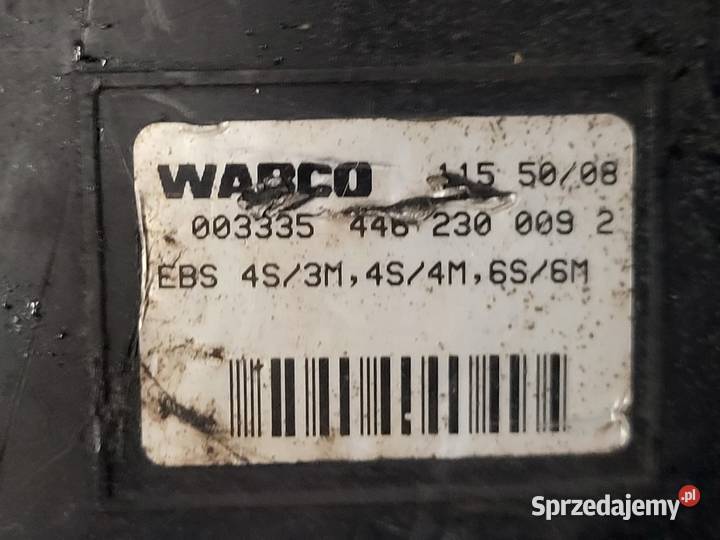 WABCO 115 50/08
003335 446 230 009 2
EBS 4S/3M,4S/4M,6S/6M
Sprzedajemy.pl